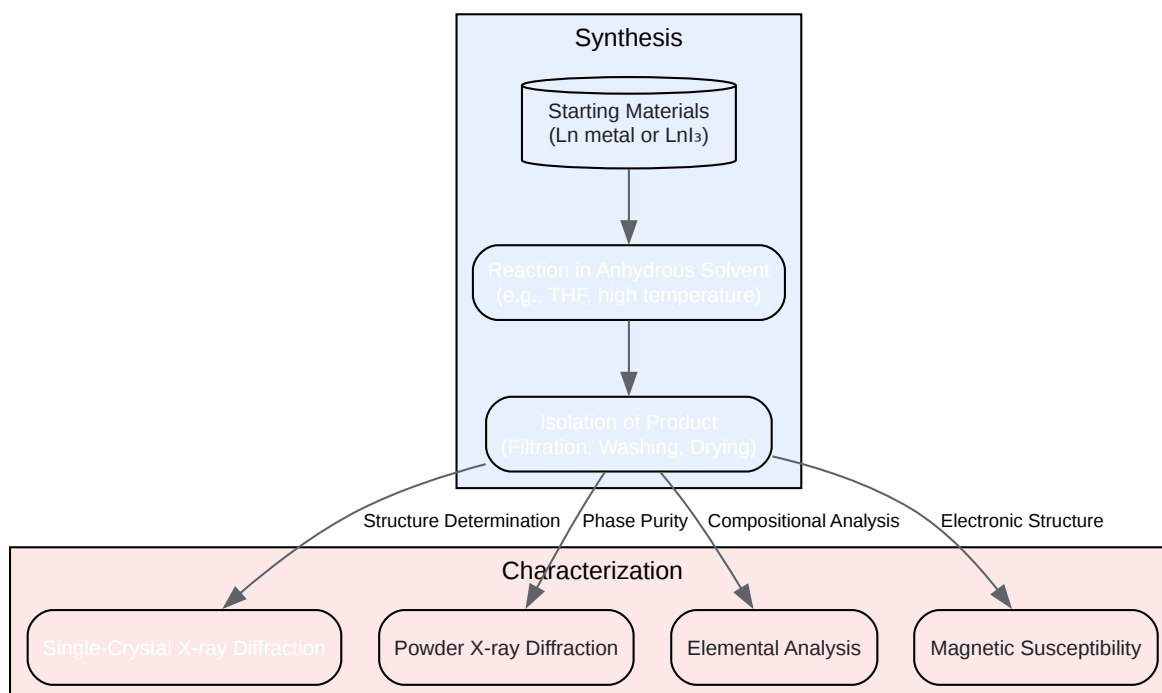 Synthesis
Starting Materials
(Ln metal or LnI₃)
Reaction in Anhydrous Solvent
(e.g., THF, high temperature)
Isolation of Product
(Filtration, Washing, Drying)
Structure Determination
Phase Purity
Compositional Analysis
Electronic Structure
Characterization
Single-Crystal X-ray Diffraction
Powder X-ray Diffraction
Elemental Analysis
Magnetic Susceptibility